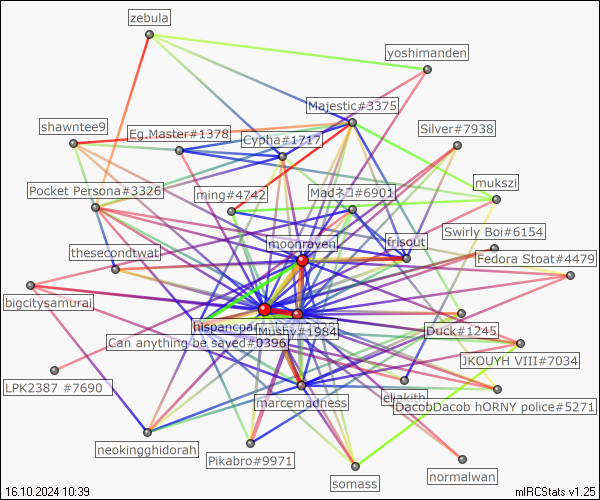 zebula
yoshimanden
Majestic#3375
shawntee9
Eg.Master#1378
Cypha#1717
Silver#7938
Pocket Persona#3326
ming#4742
Madネコ#6901
mukszi
moonraven
frisout
Swirly Boi#6154
thesecondtwat
Fedora Stoat#4479
bigcitysamurai
Mushy#1984
Duck#1245
Can anything be saved#0396
JKOUYH VIII#7034
LPK2387 #7690
marcemadness
eljakith
DacobDacob hORNY police#5271
neokingghidorah
Pikabro#9971
somass
normalwan
16.10.2024 10:39
mIRCStats v1.25